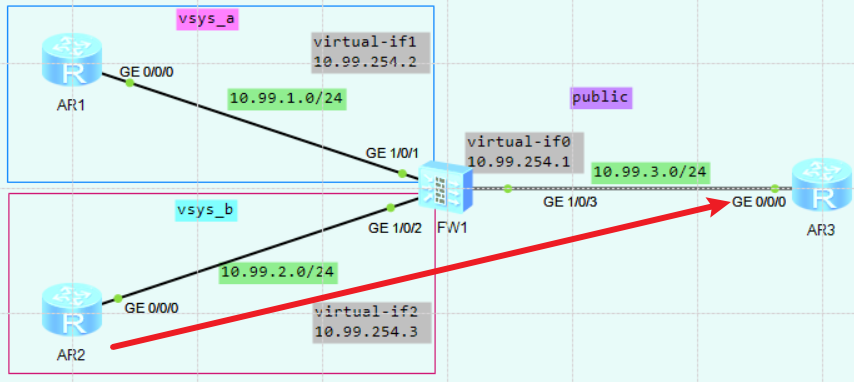 vsys_a
virtual-if1
10.99.254.2
R
GE 0/0/0
AR1
10.99.1.0/24
public
GE 1/0/1
virtual-if0
10.99.254.1
10.99.3.0/24
vsys_b
GE 1/0/2
FW1
GE 1/0/3
GE 0/0/0
R
AR3
10.99.2.0/24
R
GE 0/0/0
AR2
virtual-if2
10.99.254.3